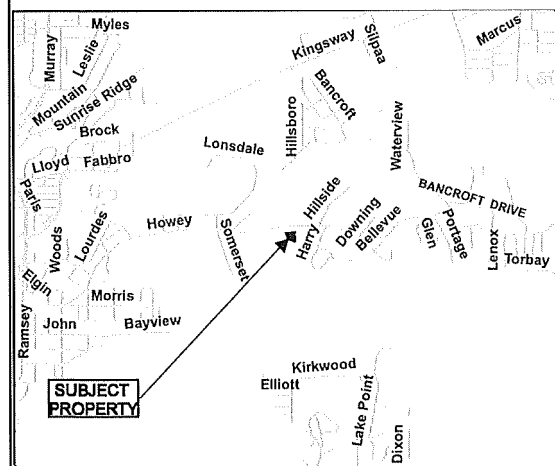 Myles
Murray
Leslie
Kingsway
Silpaa
Marcus
Mountain
Sunrise Ridge
Bancroft
Brock
Lonsdale
Hillsboro
Waterview
Lloyd
Fabbro
Paris
BANCROFT DRIVE
Hillside
Howey
Somerset
Harry
Downing
Bellevue
Glen
Portage
Lenox
Torbay
Woods
Lourdes
Elgin
Morris
Ramsey
John
Bayview
Kirkwood
Elliott
Lake Point
Dixon
SUBJECT
PROPERTY